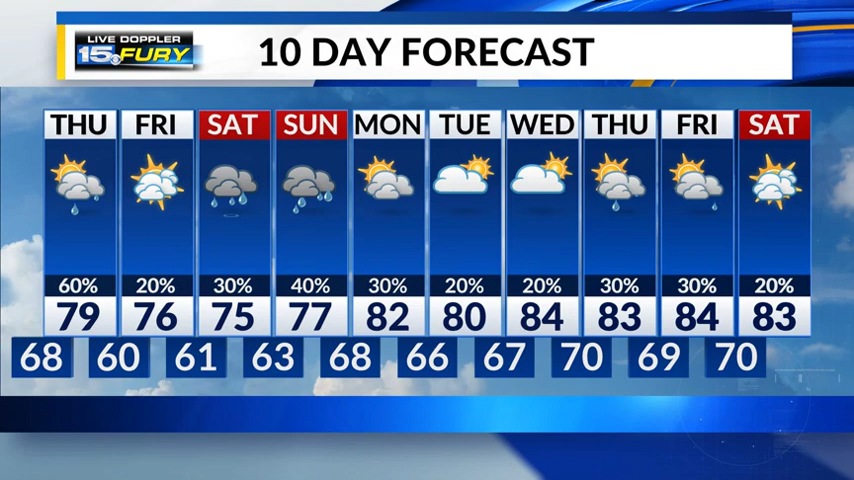 LIVE DOPPLER
15 FURY
10 DAY FORECAST
THU FRI SAT SUN MON TUE WED THU FRI SAT
60% 20% 30% 40% 30% 20% 20% 30% 30% 20%
79 76 75 77 82 80 84 83 84 83
68 60 61 63 68 66 67 70 69 70